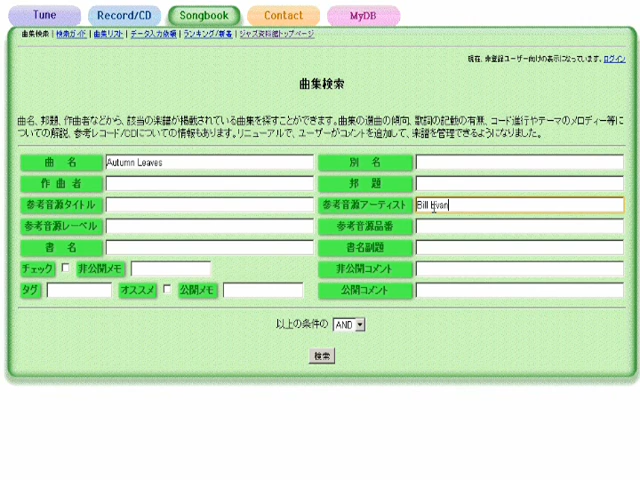 Tune Record/CD Songbook Contact MyDB
曲集検索 | 検索ガイド | 曲集リスト | データ入力依頼 | ランキング/新着 | ジャズ資料館トップページ
現在、未登録ユーザー向けの表示になっています。ログイン
曲集検索
曲名、邦題、作曲者などから、該当の楽譜が掲載されている曲集を探すことができます。曲集の選曲の傾向、歌詞の記載の有無、コード進行やテーマのメロディー等に
ついての解説、参考レコード/CDについての情報もあります。リニューアルで、ユーザーがコメントを追加して、楽譜を管理できるようになりました。
曲 名 Autumn Leaves 別 名
作 曲 者 邦 題
参考音源タイトル 参考音源アーティスト Bill Evan
参考音源レーベル 参考音源品番
書 名 書名副題
チェック 非公開メモ 非公開コメント
タグ オススメ 公開メモ 公開コメント
以上の条件の AND
検索